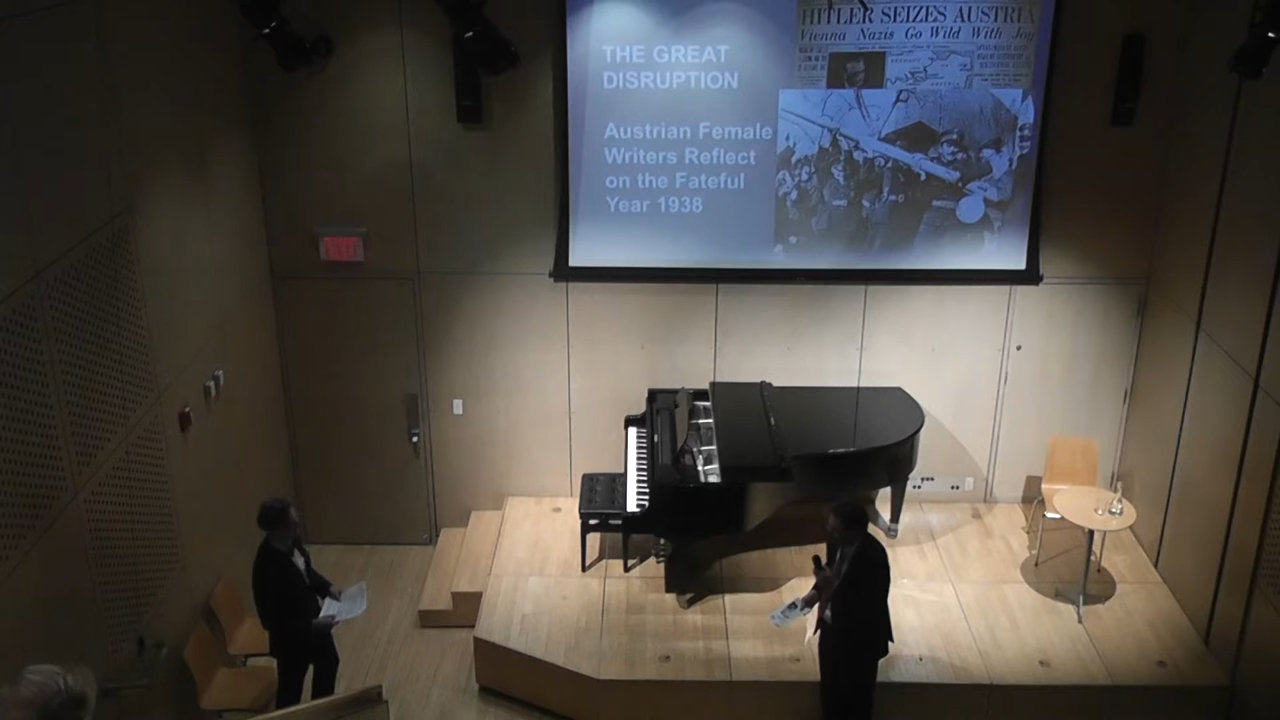 HITLER SEIZES AUSTRIA
Vienna Nazis Go Wild With Joy
THE GREAT
DISRUPTION
Austrian Female
Writers Reflect
on the Fateful
Year 1938
EXIT